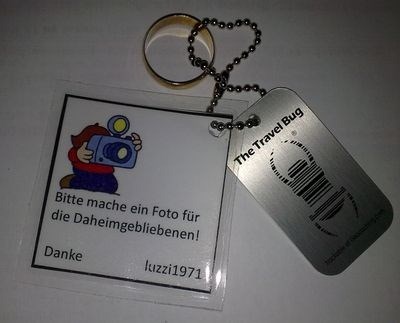 Bitte mache ein Foto für
die Daheimgebliebenen!
Danke luzzi1971
The Travel Bug